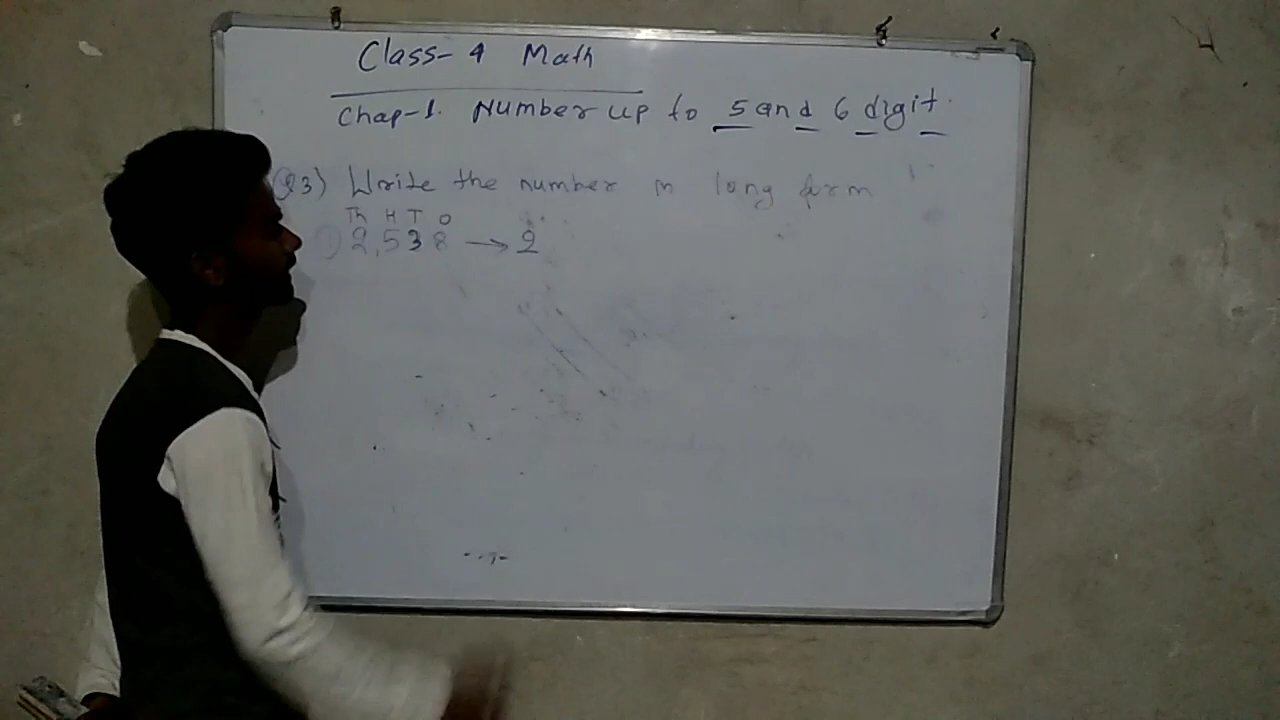 Class-4 Math
Chap-1. Number up to 5 and 6 digit.
Q3) Write the number in long form
Th H T O
1) 2,538 → 2